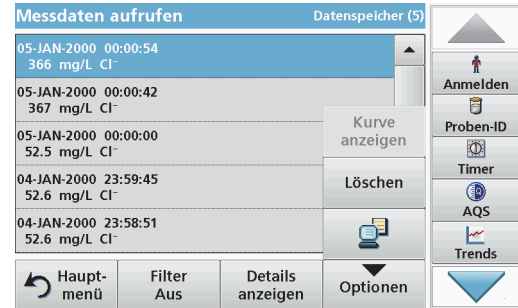 Messdaten aufrufen
Datenspeicher (5)
05-JAN-2000 00:00:54
366 mg/L Cl⁻
05-JAN-2000 00:00:42
367 mg/L Cl⁻
05-JAN-2000 00:00:00
52.5 mg/L Cl⁻
04-JAN-2000 23:59:45
52.6 mg/L Cl⁻
04-JAN-2000 23:58:51
52.6 mg/L Cl⁻
Kurve
anzeigen
Löschen
Haupt-
menü
Filter
Aus
Details
anzeigen
Optionen
Anmelden
Proben-ID
Timer
AQS
Trends